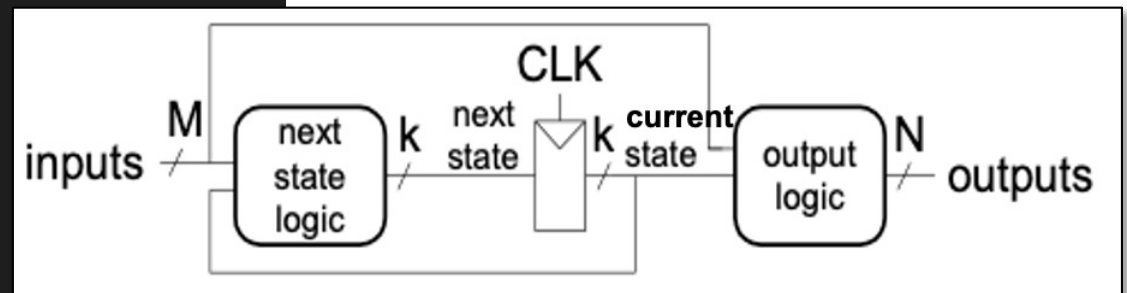 CLK
M
inputs
next
state
logic
k
next
state
k
current
state
output
logic
N
outputs